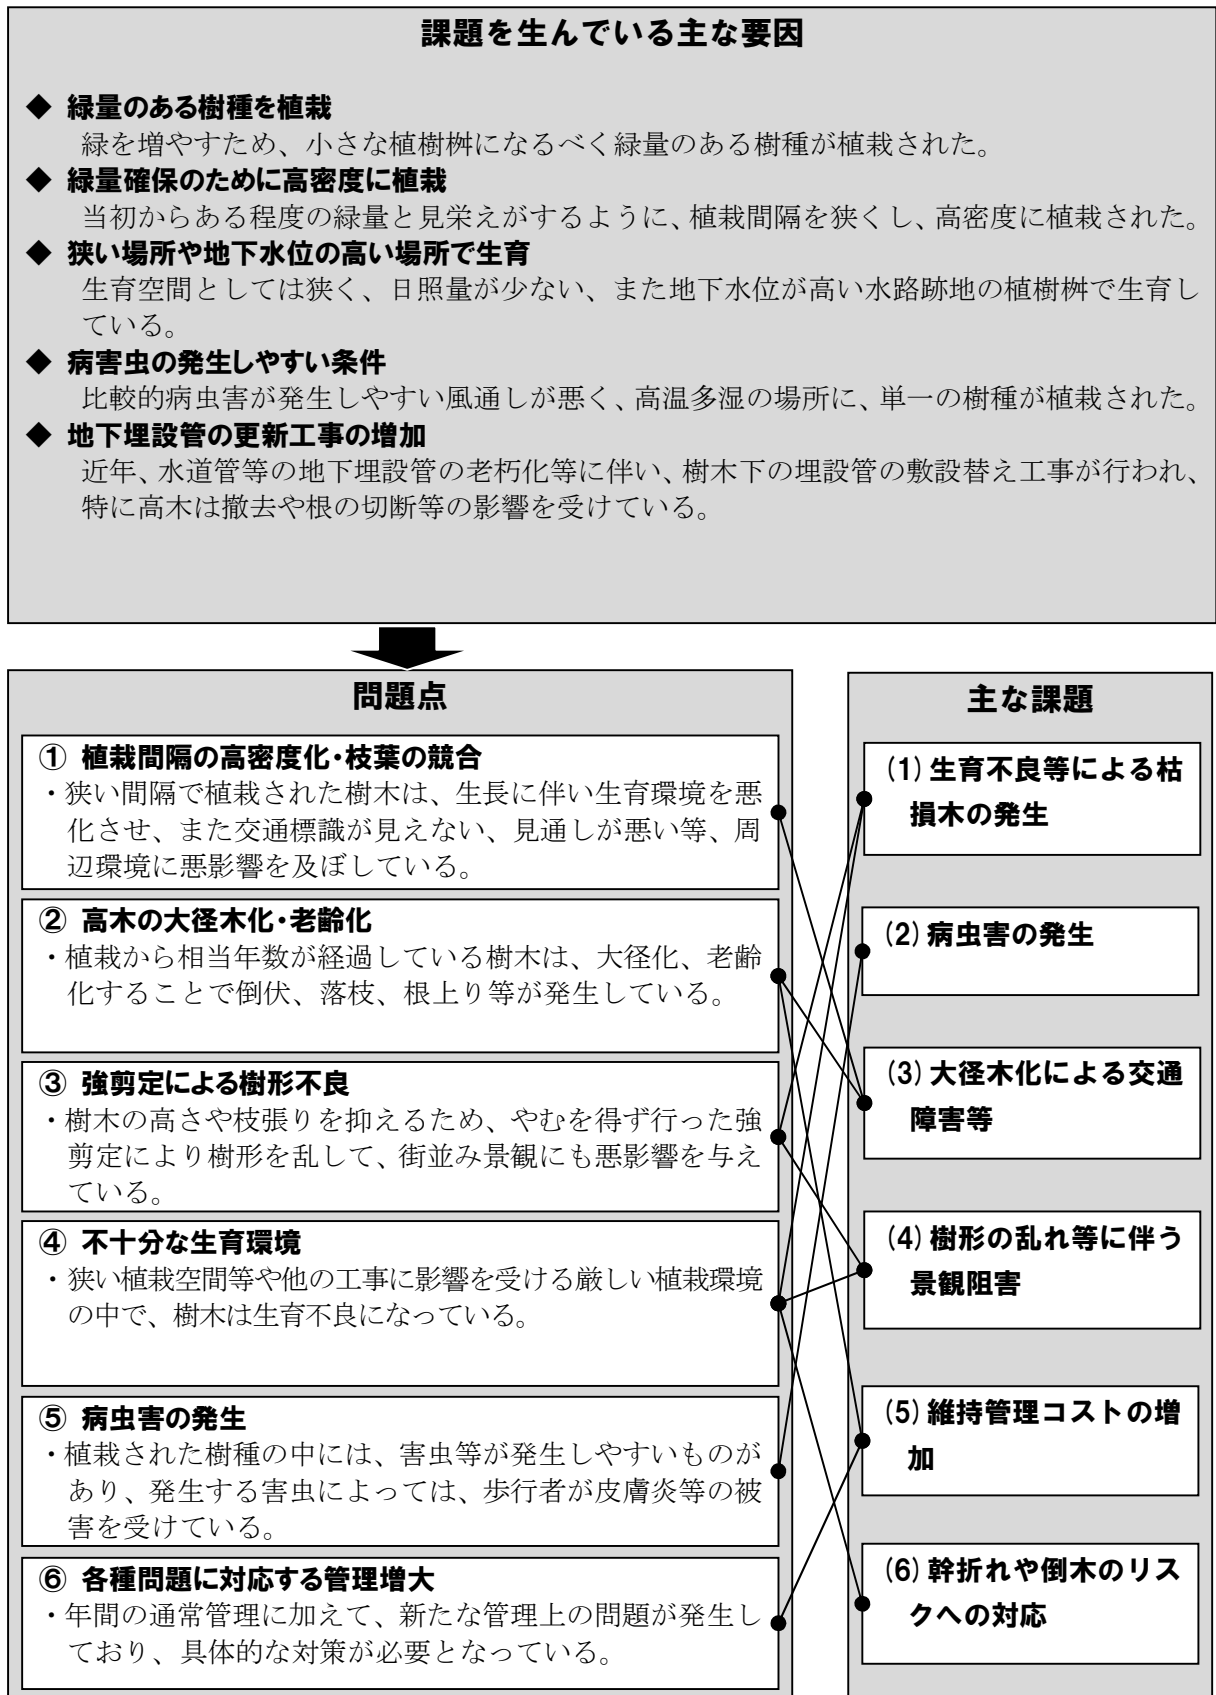 課題を生んでいる主な要因
◆ 緑量のある樹種を植栽
緑を増やすため、小さな植樹桝になるべく緑量のある樹種が植栽された。
◆ 緑量確保のために高密度に植栽
当初からある程度の緑量と見栄えがするように、植栽間隔を狭くし、高密度に植栽された。
◆ 狭い場所や地下水位の高い場所で生育
生育空間としては狭く、日照量が少ない、また地下水位が高い水路跡地の植樹桝で生育し
ている。
◆ 病害虫の発生しやすい条件
比較的病虫害が発生しやすい風通しが悪く、高温多湿の場所に、単一の樹種が植栽された。
◆ 地下埋設管の更新工事の増加
近年、水道管等の地下埋設管の老朽化等に伴い、樹木下の埋設管の敷設替え工事が行われ、
特に高木は撤去や根の切断等の影響を受けている。
問題点
① 植栽間隔の高密度化・枝葉の競合
・狭い間隔で植栽された樹木は、生長に伴い生育環境を悪
化させ、また交通標識が見えない、見通しが悪い等、周
辺環境に悪影響を及ぼしている。
② 高木の大径木化・老齢化
・植栽から相当年数が経過している樹木は、大径化、老齢
化することで倒伏、落枝、根上り等が発生している。
③ 強剪定による樹形不良
・樹木の高さや枝張りを抑えるため、やむを得ず行った強
剪定により樹形を乱して、街並み景観にも悪影響を与え
ている。
④ 不十分な生育環境
・狭い植栽空間等や他の工事に影響を受ける厳しい植栽環境
の中で、樹木は生育不良になっている。
⑤ 病虫害の発生
・植栽された樹種の中には、害虫等が発生しやすいものが
あり、発生する害虫によっては、歩行者が皮膚炎等の被
害を受けている。
⑥ 各種問題に対応する管理増大
・年間の通常管理に加えて、新たな管理上の問題が発生し
ており、具体的な対策が必要となっている。
主な課題
(1) 生育不良等による枯
損木の発生
(2) 病虫害の発生
(3) 大径木化による交通
障害等
(4) 樹形の乱れ等に伴う
景観阻害
(5) 維持管理コストの増
加
(6) 幹折れや倒木のリス
クへの対応